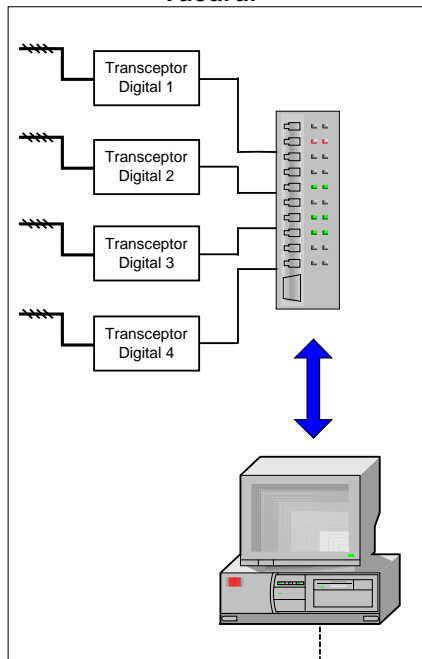 Transceptor
Digital 1
Transceptor
Digital 2
Transceptor
Digital 3
Transceptor
Digital 4